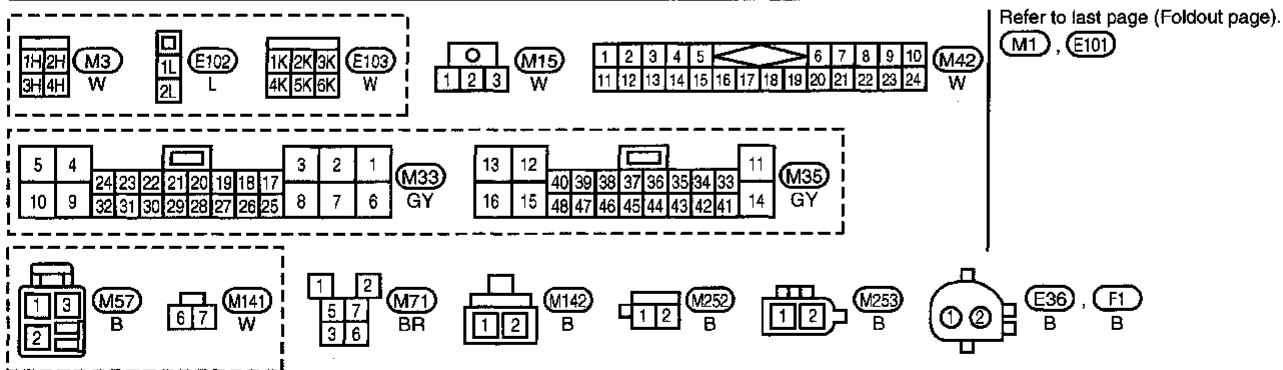 Refer to last page (Foldout page).
M1 , E101
1H 2H M3 1L E102 1K 2K 3K E103 M15 1 2 3 4 5 6 7 8 9 10 M42
3H 4H W 2L L 4K 5K 6K W 1 2 3 W 11 12 13 14 15 16 17 18 19 20 21 22 23 24 W
5 4 3 2 1 M33 13 12 11 M35
24 23 22 21 20 19 18 17 40 39 38 37 36 35 34 33
10 9 32 31 30 29 28 27 26 25 8 7 6 GY 16 15 48 47 46 45 44 43 42 41 14 GY
1 3 M57 M141 1 2 M71 M142 M252 M253 E36 , F1
2 B 6 7 W 5 7 BR 1 2 B 1 2 B 1 2 B 1 2 B B
3 6